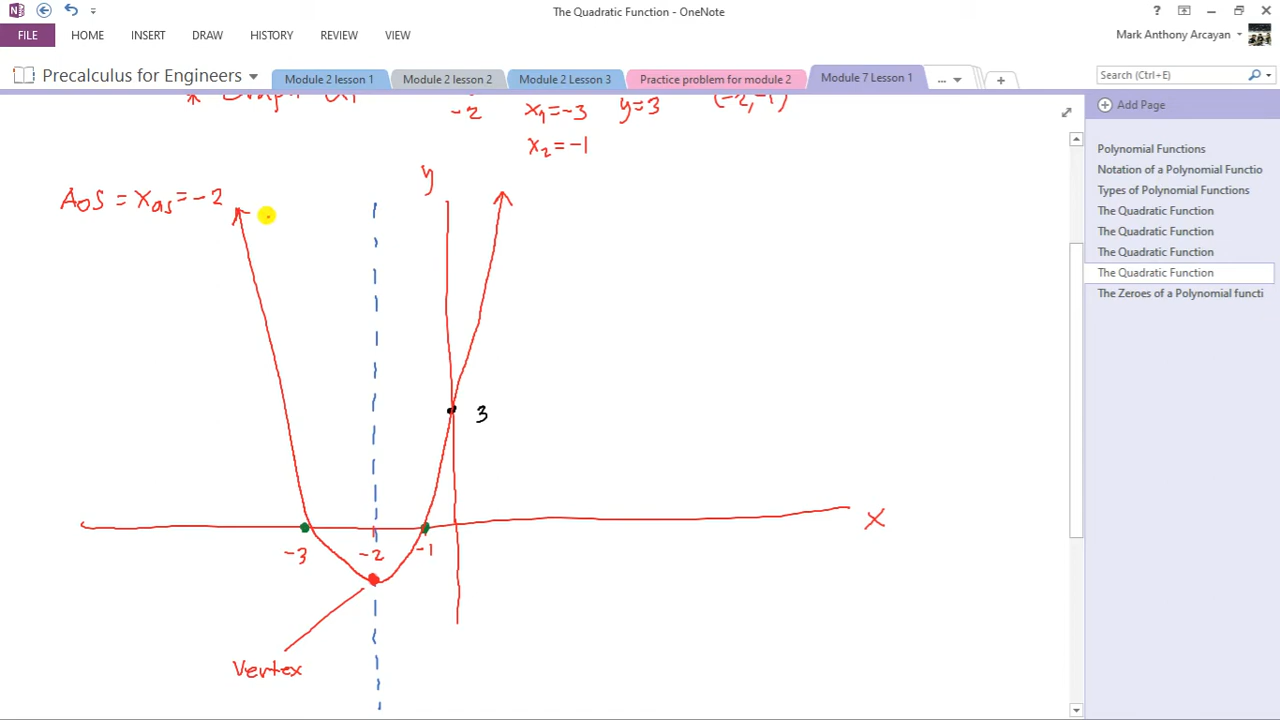 The Quadratic Function - OneNote
FILE HOME INSERT DRAW HISTORY REVIEW VIEW
Mark Anthony Arcayan
Precalculus for Engineers
Module 2 lesson 1 Module 2 lesson 2 Module 2 Lesson 3 Practice problem for module 2 Module 7 Lesson 1 ...
Search (Ctrl+E)
Add Page
Polynomial Functions
Notation of a Polynomial Functio
Types of Polynomial Functions
The Quadratic Function
The Quadratic Function
The Quadratic Function
The Quadratic Function
The Zeroes of a Polynomial functi
-2 x₁=-3 y=3 (-2,-1)
x₂=-1
y
AOS = Xas = -2
3
X
-3 -2 -1
Vertex